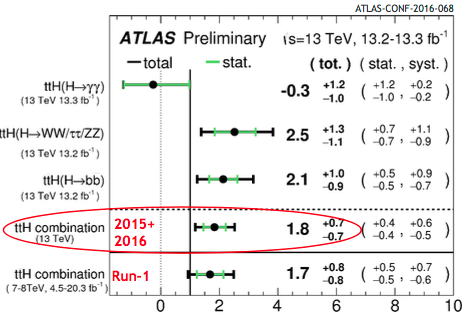 ATLAS-CONF-2016-068
ATLAS Preliminary √s=13 TeV, 13.2-13.3 fb-1
total stat. (tot.) (stat., syst.)
ttH(H→γγ) -0.3 +1.2 -1.0 ( +1.2 -1.0 , +0.2 -0.2 )
(13 TeV 13.3 fb-1)
ttH(H→WW/ττ/ZZ) 2.5 +1.3 -1.1 ( +0.7 -0.7 , +1.1 -0.9 )
(13 TeV 13.2 fb-1)
ttH(H→bb) 2.1 +1.0 -0.9 ( +0.5 -0.5 , +0.9 -0.7 )
(13 TeV 13.2 fb-1)
ttH combination 2015+ 1.8 +0.7 -0.7 ( +0.4 -0.4 , +0.6 -0.5 )
(13 TeV) 2016
ttH combination Run-1 1.7 +0.8 -0.8 ( +0.5 -0.5 , +0.7 -0.6 )
(7-8TeV, 4.5-20.3 fb-1)
0 2 4 6 8 10